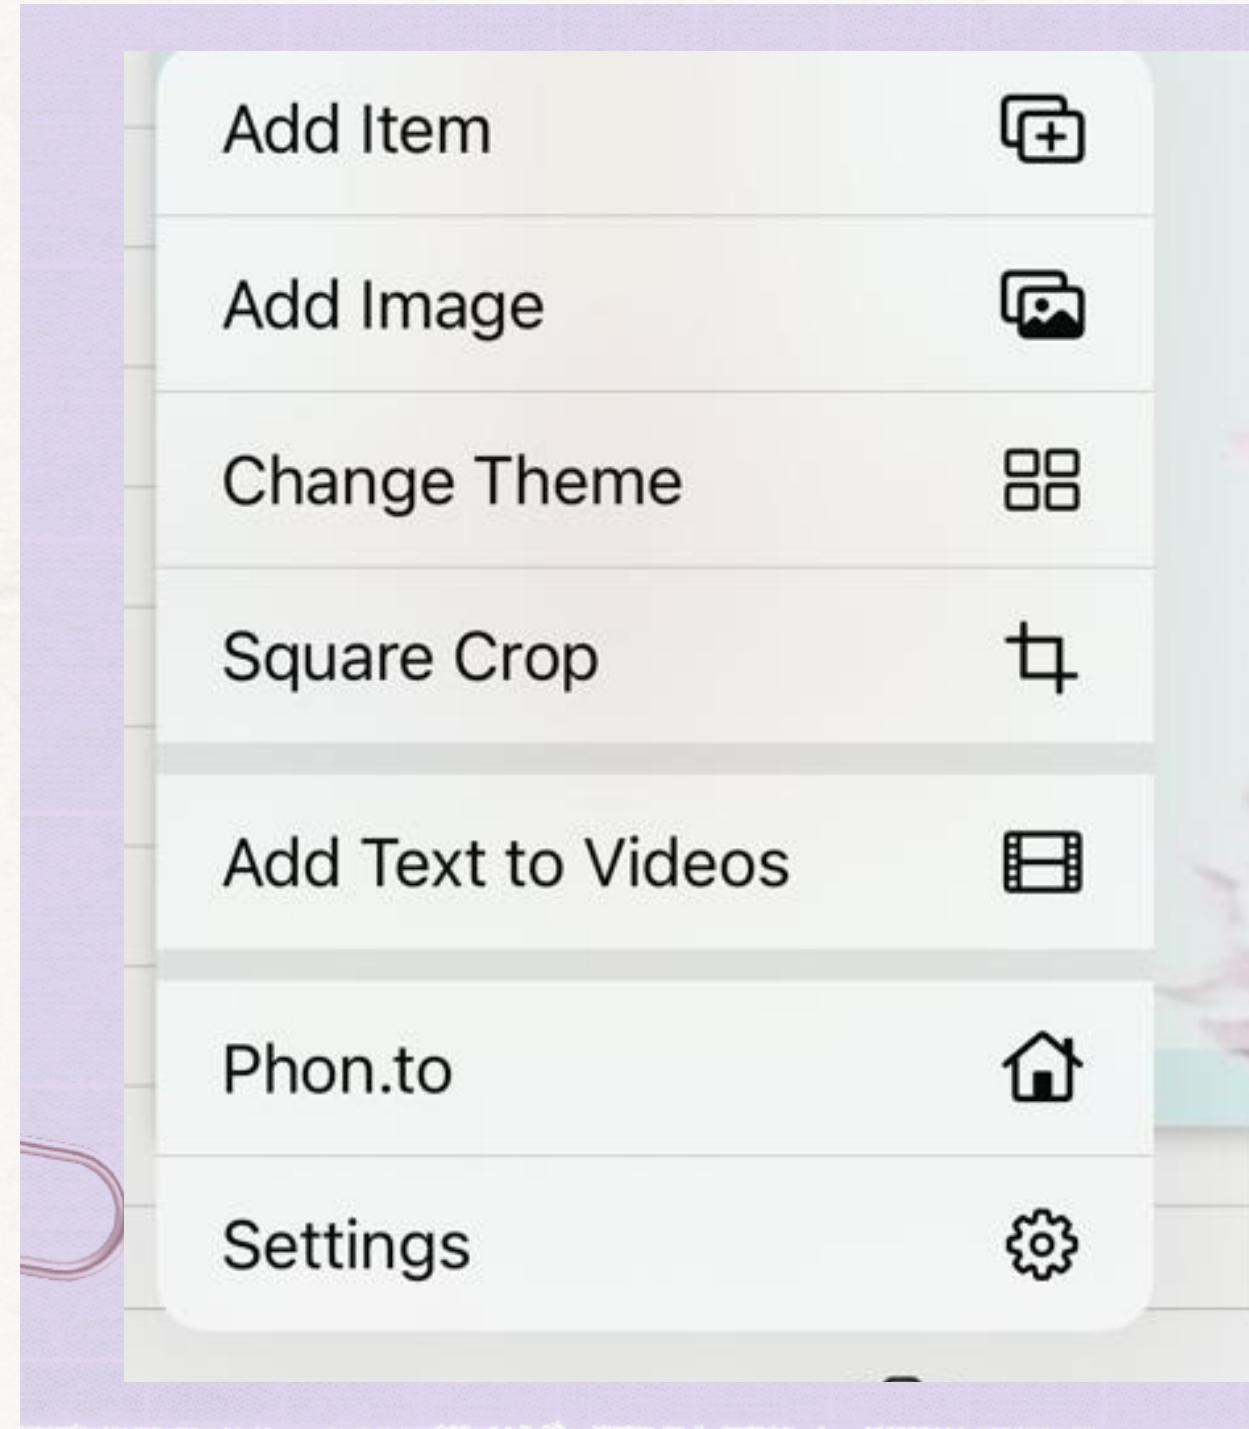 Add Item
Add Image
Change Theme
Square Crop
Add Text to Videos
Phon.to
Settings